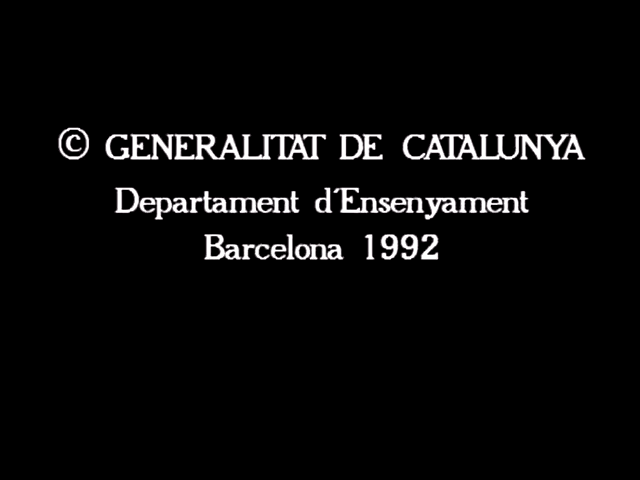 © GENERALITAT DE CATALUNYA
Departament d´Ensenyament
Barcelona 1992